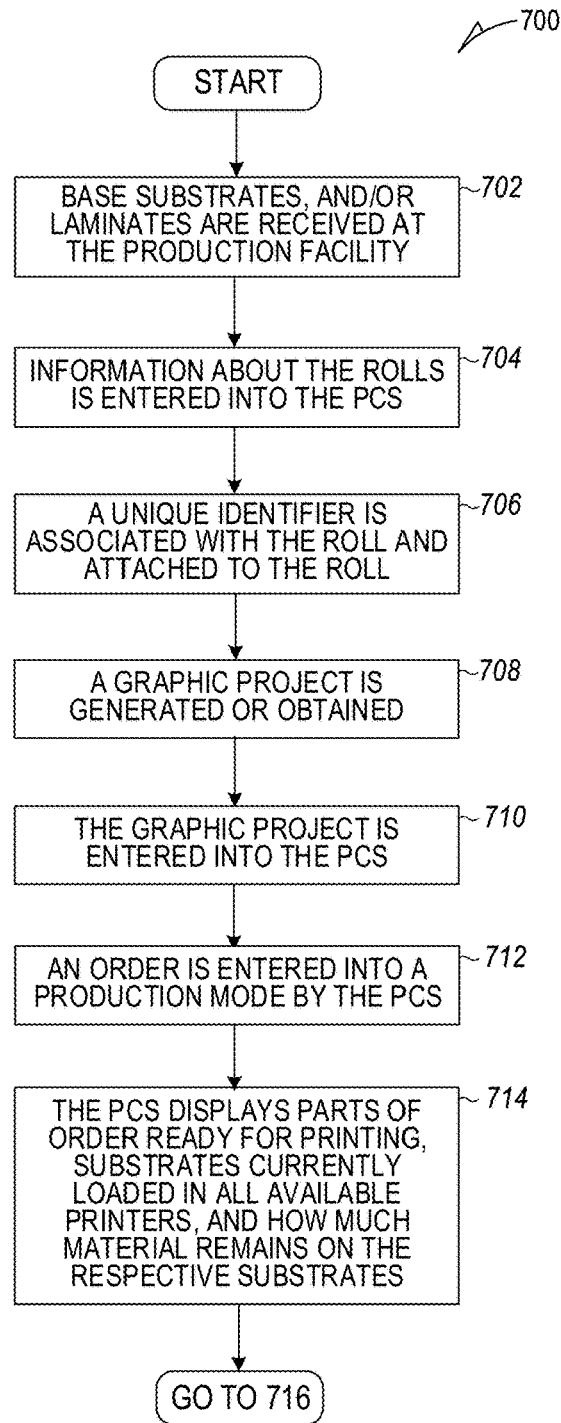 700
START
702
BASE SUBSTRATES, AND/OR
LAMINATES ARE RECEIVED AT
THE PRODUCTION FACILITY
704
INFORMATION ABOUT THE ROLLS
IS ENTERED INTO THE PCS
706
A UNIQUE IDENTIFIER IS
ASSOCIATED WITH THE ROLL AND
ATTACHED TO THE ROLL
708
A GRAPHIC PROJECT IS
GENERATED OR OBTAINED
710
THE GRAPHIC PROJECT IS
ENTERED INTO THE PCS
712
AN ORDER IS ENTERED INTO A
PRODUCTION MODE BY THE PCS
714
THE PCS DISPLAYS PARTS OF
ORDER READY FOR PRINTING,
SUBSTRATES CURRENTLY
LOADED IN ALL AVAILABLE
PRINTERS, AND HOW MUCH
MATERIAL REMAINS ON THE
RESPECTIVE SUBSTRATES
GO TO 716